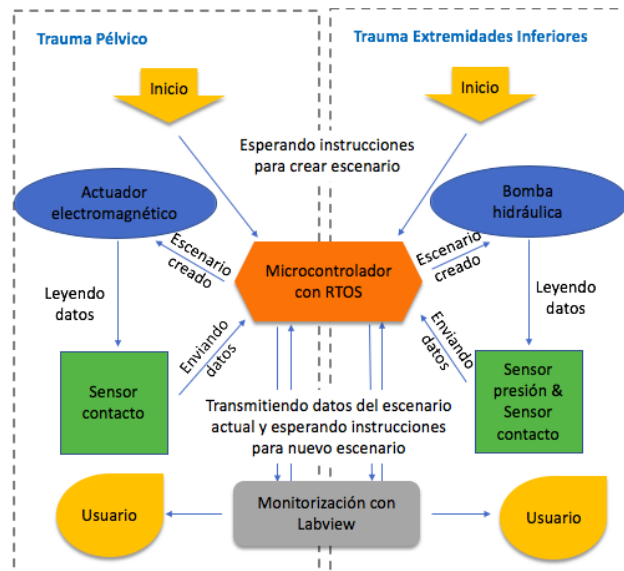 Trauma Pélvico
Trauma Extremidades Inferiores
Inicio
Inicio
Esperando instrucciones
para crear escenario
Actuador
electromagnético
Bomba
hidráulica
Escenario
creado
Microcontrolador
con RTOS
Escenario
creado
Leyendo
datos
Leyendo
datos
Enviando
datos
Enviando
datos
Sensor
contacto
Sensor
presión &
Sensor
contacto
Transmitiendo datos del escenario
actual y esperando instrucciones
para nuevo escenario
Usuario
Monitorización con
Labview
Usuario